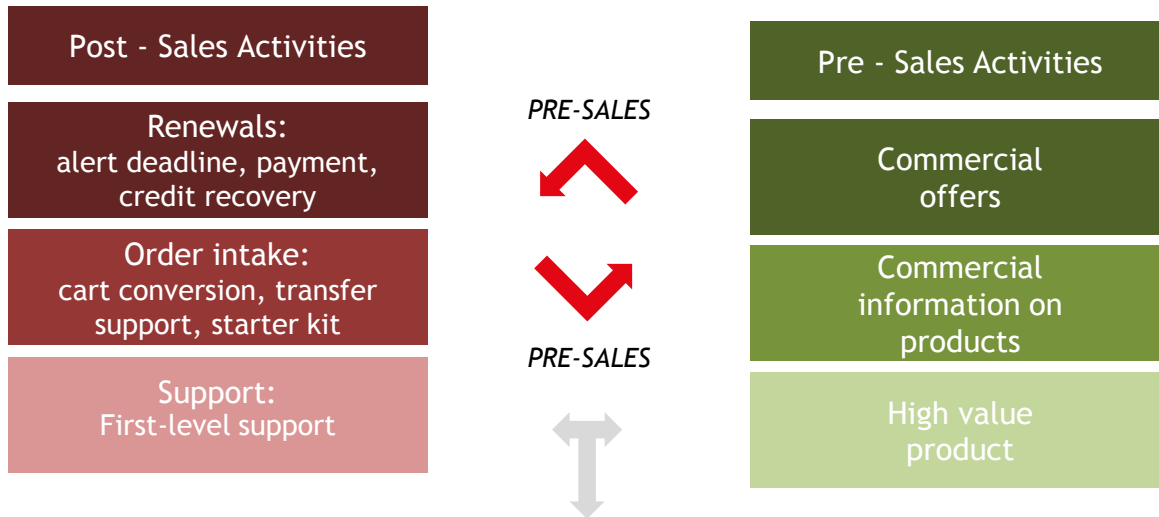 Post - Sales Activities
Renewals:
alert deadline, payment,
credit recovery
Order intake:
cart conversion, transfer
support, starter kit
Support:
First-level support
PRE-SALES
PRE-SALES
Pre - Sales Activities
Commercial
offers
Commercial
information on
products
High value
product